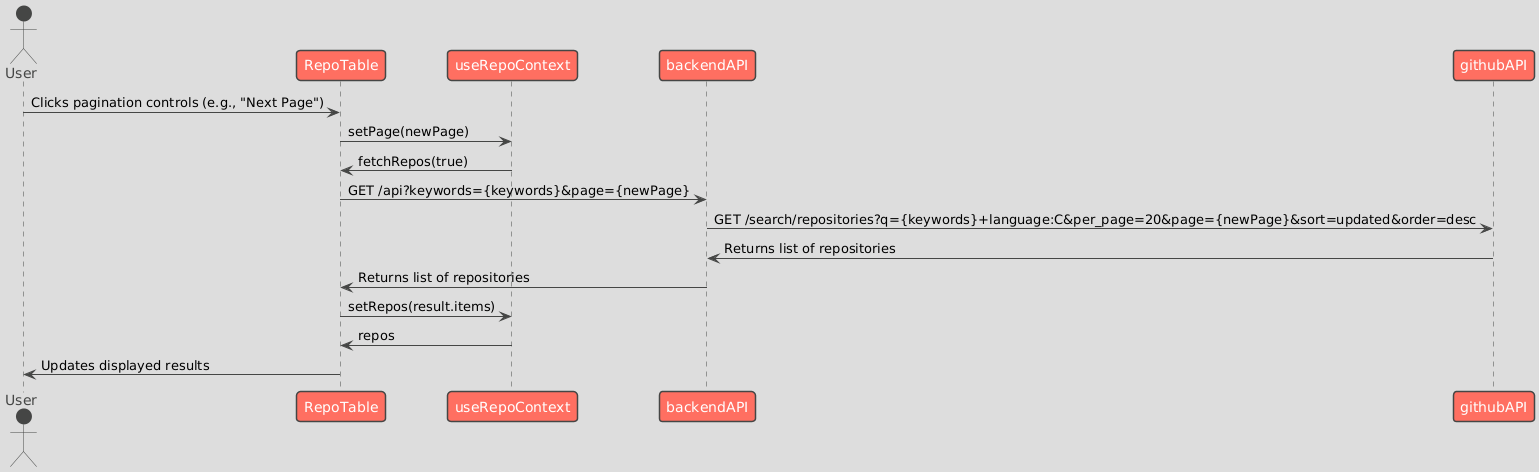 User
RepoTable
useRepoContext
backendAPI
githubAPI
Clicks pagination controls (e.g., "Next Page")
setPage(newPage)
fetchRepos(true)
GET /api?keywords={keywords}&page={newPage}
GET /search/repositories?q={keywords}+language:C&per_page=20&page={newPage}&sort=updated&order=desc
Returns list of repositories
Returns list of repositories
setRepos(result.items)
repos
Updates displayed results
User
RepoTable
useRepoContext
backendAPI
githubAPI